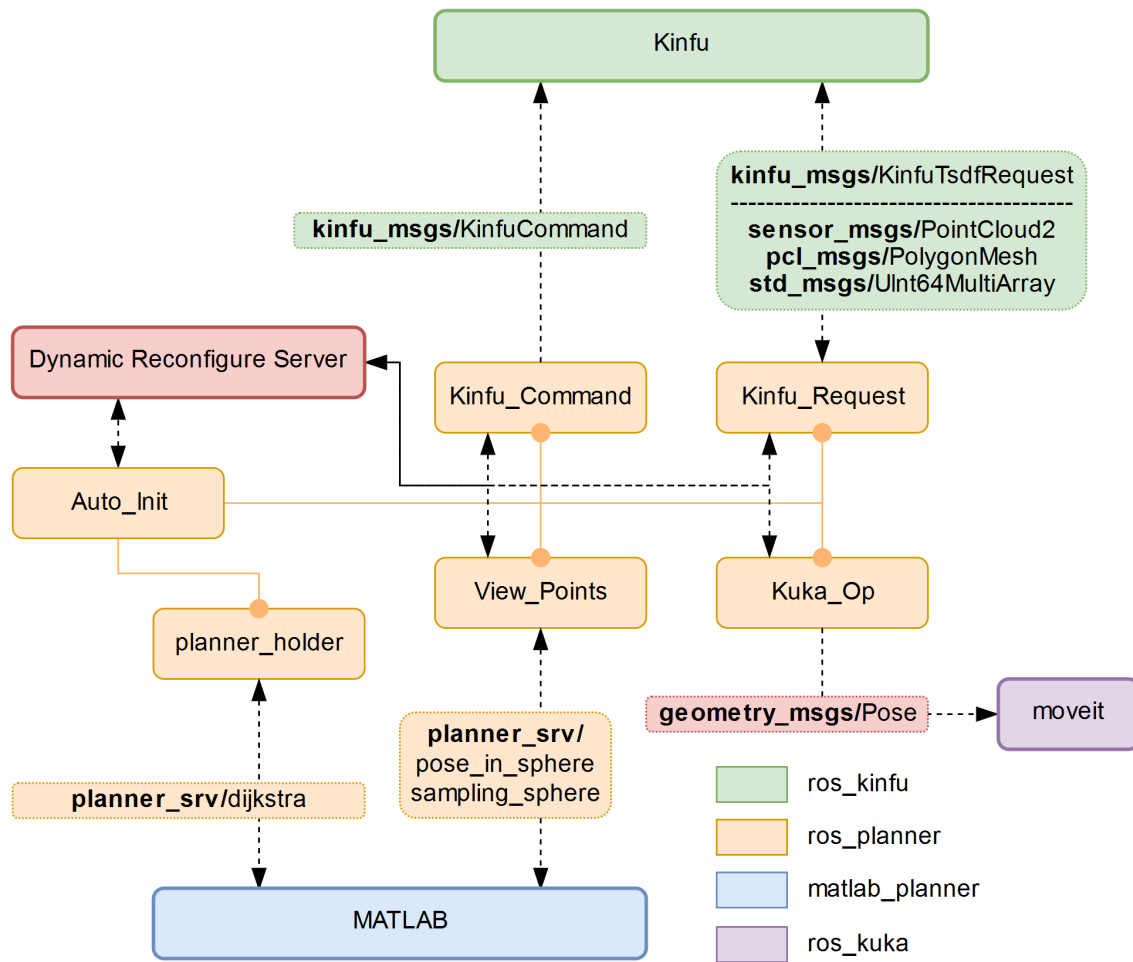 Kinfu
kinfu_msgs/KinfuTsdfRequest
----------------------------------------
sensor_msgs/PointCloud2
pcl_msgs/PolygonMesh
std_msgs/UInt64MultiArray
kinfu_msgs/KinfuCommand
Dynamic Reconfigure Server
Kinfu_Command
Kinfu_Request
Auto_Init
View_Points
Kuka_Op
planner_holder
geometry_msgs/Pose
moveit
planner_srv/
pose_in_sphere
sampling_sphere
planner_srv/dijkstra
MATLAB
ros_kinfu
ros_planner
matlab_planner
ros_kuka